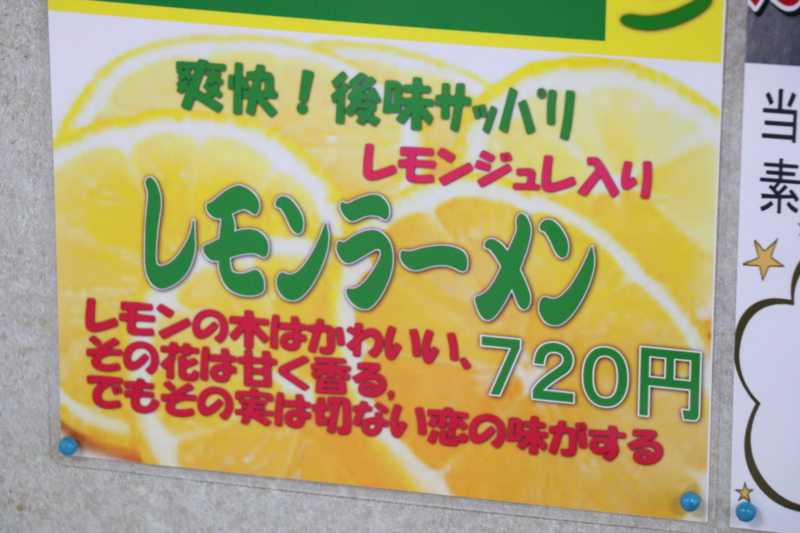 爽快！後味サッパリ
レモンジュレ入り
レモンラーメン
720円
レモンの木はかわいい、
その花は甘く香る,
でもその実は切ない恋の味がする
当
素